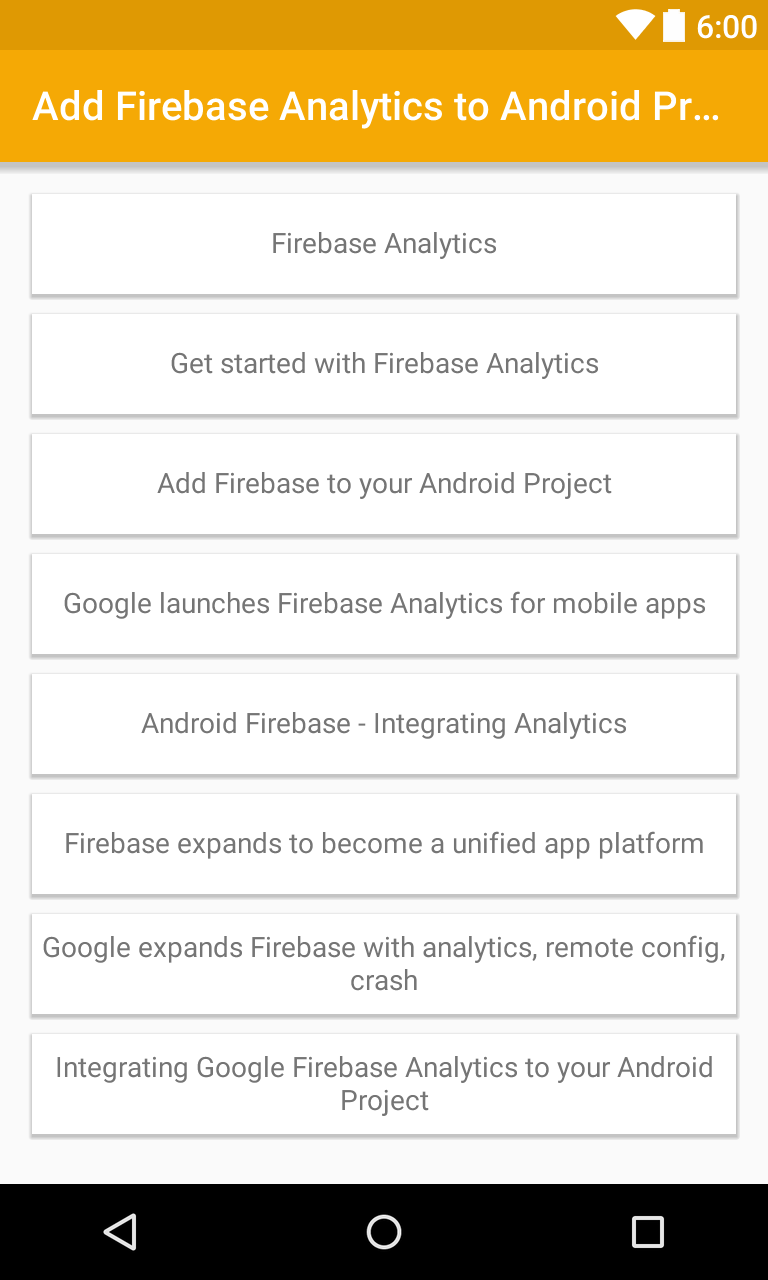 6:00
Add Firebase Analytics to Android Pr...
Firebase Analytics
Get started with Firebase Analytics
Add Firebase to your Android Project
Google launches Firebase Analytics for mobile apps
Android Firebase - Integrating Analytics
Firebase expands to become a unified app platform
Google expands Firebase with analytics, remote config,
crash
Integrating Google Firebase Analytics to your Android
Project